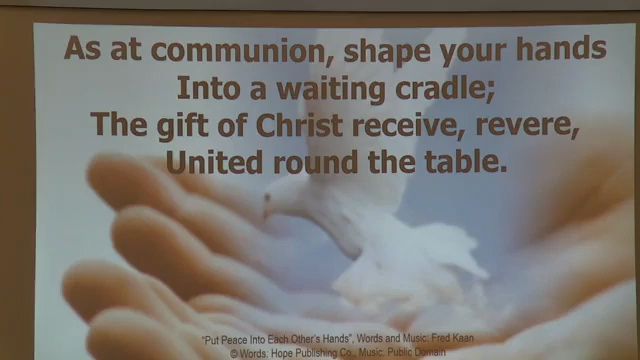 As at communion, shape your hands
Into a waiting cradle;
The gift of Christ receive, revere,
United round the table.
"Put Peace Into Each Other's Hands", Words and Music: Fred Kaan
© Words: Hope Publishing Co., Music: Public Domain